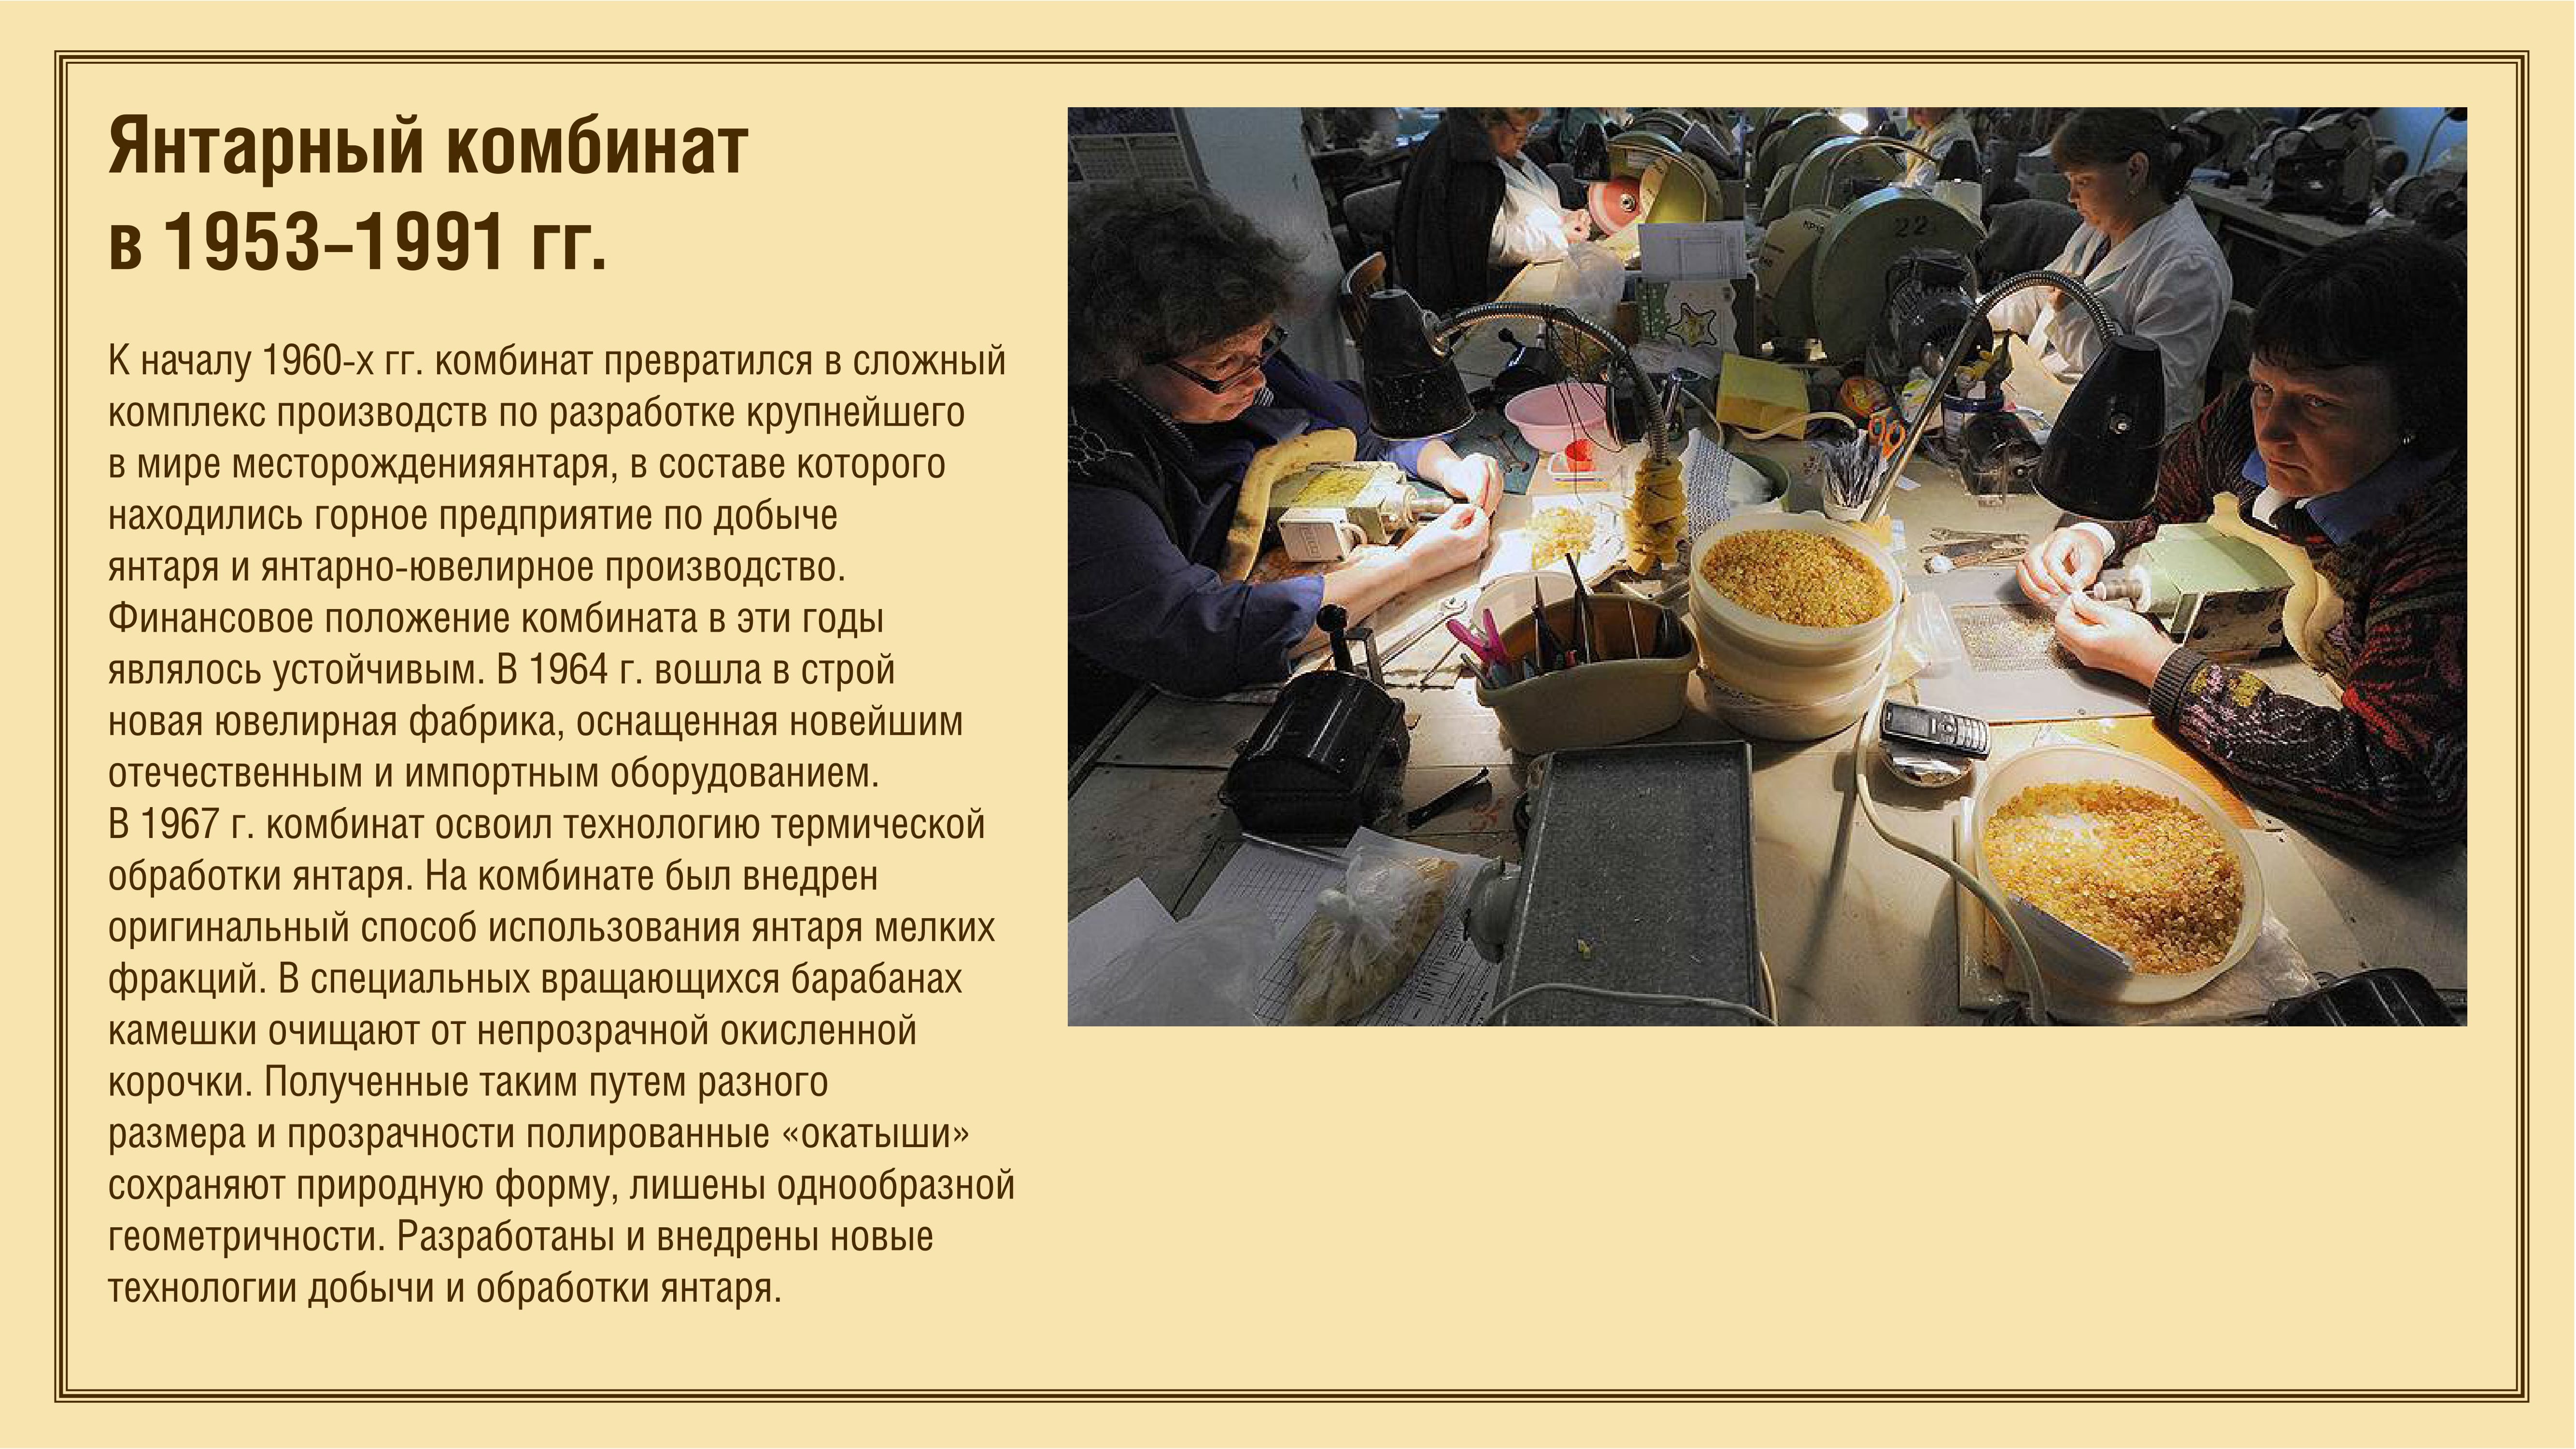 Янтарный комбинат
в 1953–1991 гг.
К началу 1960-х гг. комбинат превратился в сложный
комплекс производств по разработке крупнейшего
в мире месторожденияянтаря, в составе которого
находились горное предприятие по добыче
янтаря и янтарно-ювелирное производство.
Финансовое положение комбината в эти годы
являлось устойчивым. В 1964 г. вошла в строй
новая ювелирная фабрика, оснащенная новейшим
отечественным и импортным оборудованием.
В 1967 г. комбинат освоил технологию термической
обработки янтаря. На комбинате был внедрен
оригинальный способ использования янтаря мелких
фракций. В специальных вращающихся барабанах
камешки очищают от непрозрачной окисленной
корочки. Полученные таким путем разного
размера и прозрачности полированные «окатыши»
сохраняют природную форму, лишены однообразной
геометричности. Разработаны и внедрены новые
технологии добычи и обработки янтаря.
22